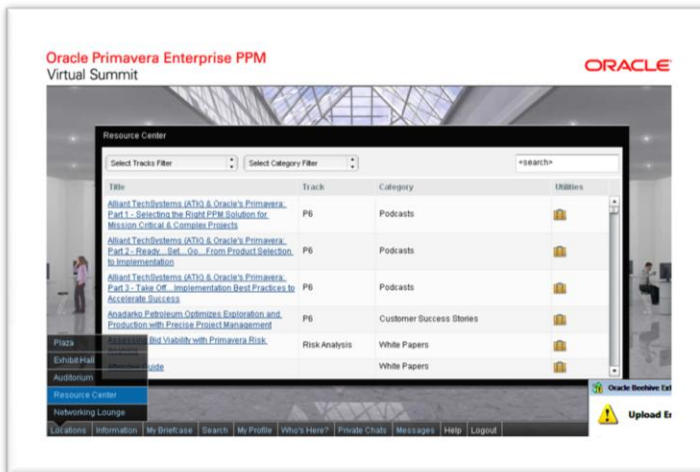 Oracle Primavera Enterprise PPM
Virtual Summit
ORACLE
Resource Center
Select Tracks Filter
Select Category Filter
<search>
Title Track Category Utilities
Alliant TechSystems (ATK) & Oracle's Primavera:
Part 1 - Selecting the Right PPM Solution for
Mission Critical & Complex Projects
P6 Podcasts
Alliant TechSystems (ATK) & Oracle's Primavera:
Part 2 - Ready...Set...Go...From Product Selection
to Implementation
P6 Podcasts
Alliant TechSystems (ATK) & Oracle's Primavera:
Part 3 - Take Off...Implementation Best Practices to
Accelerate Success
P6 Podcasts
Anadarko Petroleum Optimizes Exploration and
Production with Precise Project Management
P6 Customer Success Stories
Assessing Bid Viability with Primavera Risk
Risk Analysis White Papers
Guide
White Papers
Plaza
Exhibit Hall
Auditorium
Resource Center
Networking Lounge
Oracle Beehive Ext
Upload Er
Locations Information My Briefcase Search My Profile Who's Here? Private Chats Messages Help Logout